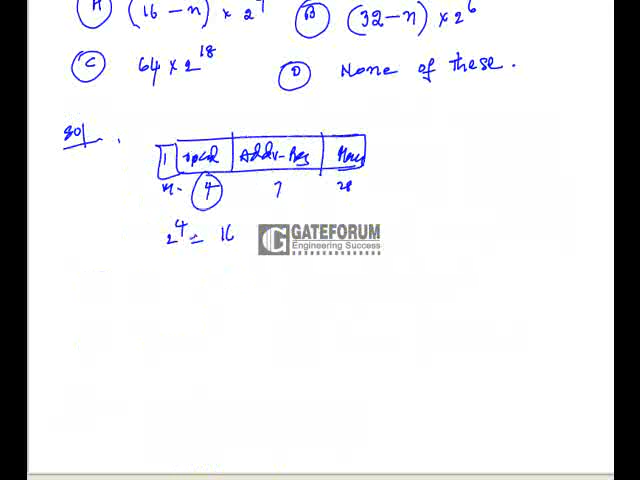 (A) (16 - n) × 2^7 (B) (32 - n) × 2^6
(C) 64 × 2^18 (D) None of these.
Sol.
1 opcd Addr-Reg
4 7 28
2^4 = 16
GATEFORUM
Engineering Success